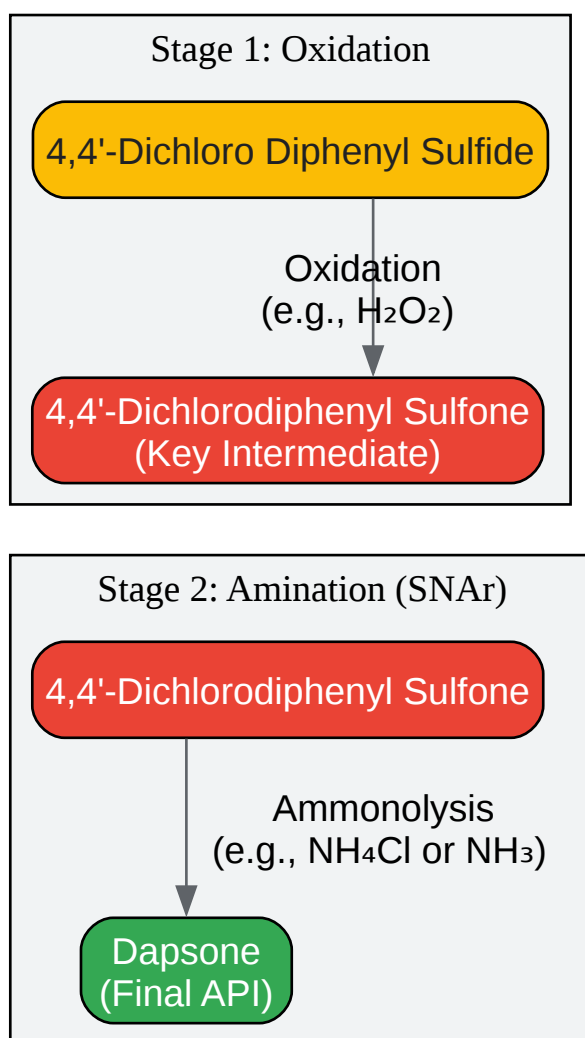 Stage 1: Oxidation
4,4'-Dichloro Diphenyl Sulfide
Oxidation
(e.g., H₂O₂)
4,4'-Dichlorodiphenyl Sulfone
(Key Intermediate)
Stage 2: Amination (SNAr)
4,4'-Dichlorodiphenyl Sulfone
Ammonolysis
(e.g., NH₄Cl or NH₃)
Dapsone
(Final API)